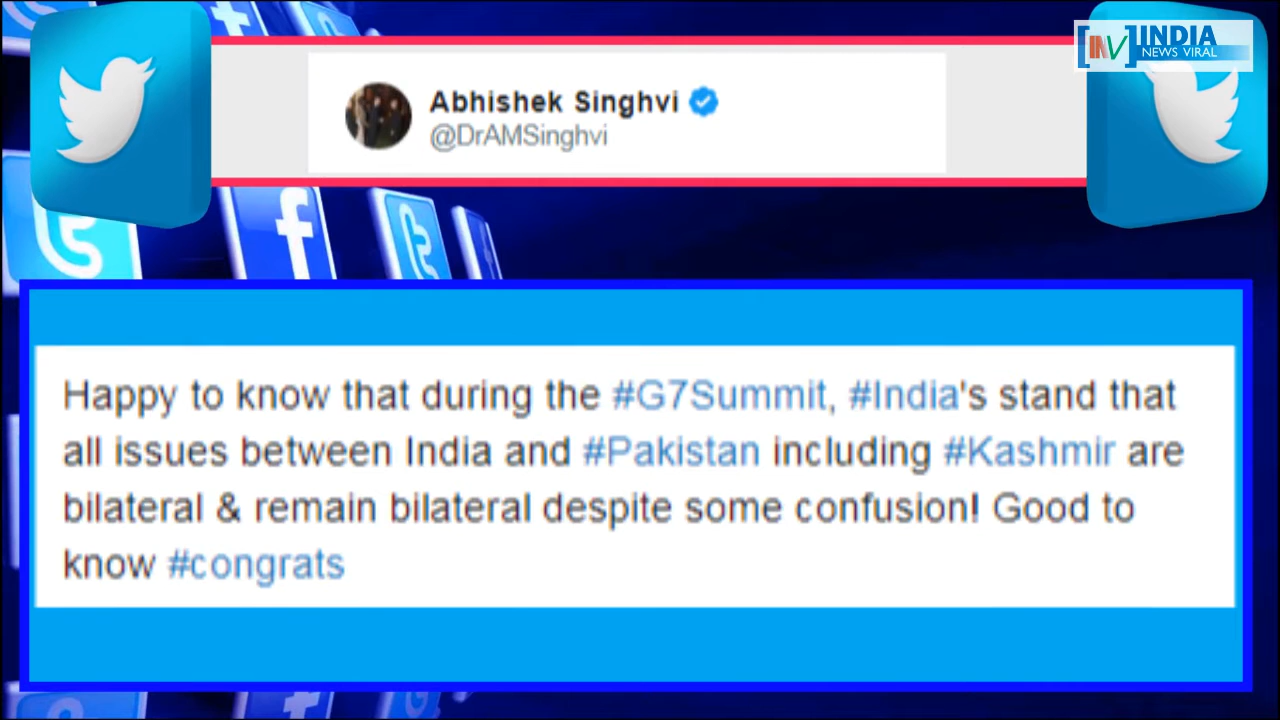 INDIA
NEWS VIRAL
Abhishek Singhvi
@DrAMSinghvi
Happy to know that during the #G7Summit, #India's stand that
all issues between India and #Pakistan including #Kashmir are
bilateral & remain bilateral despite some confusion! Good to
know #congrats